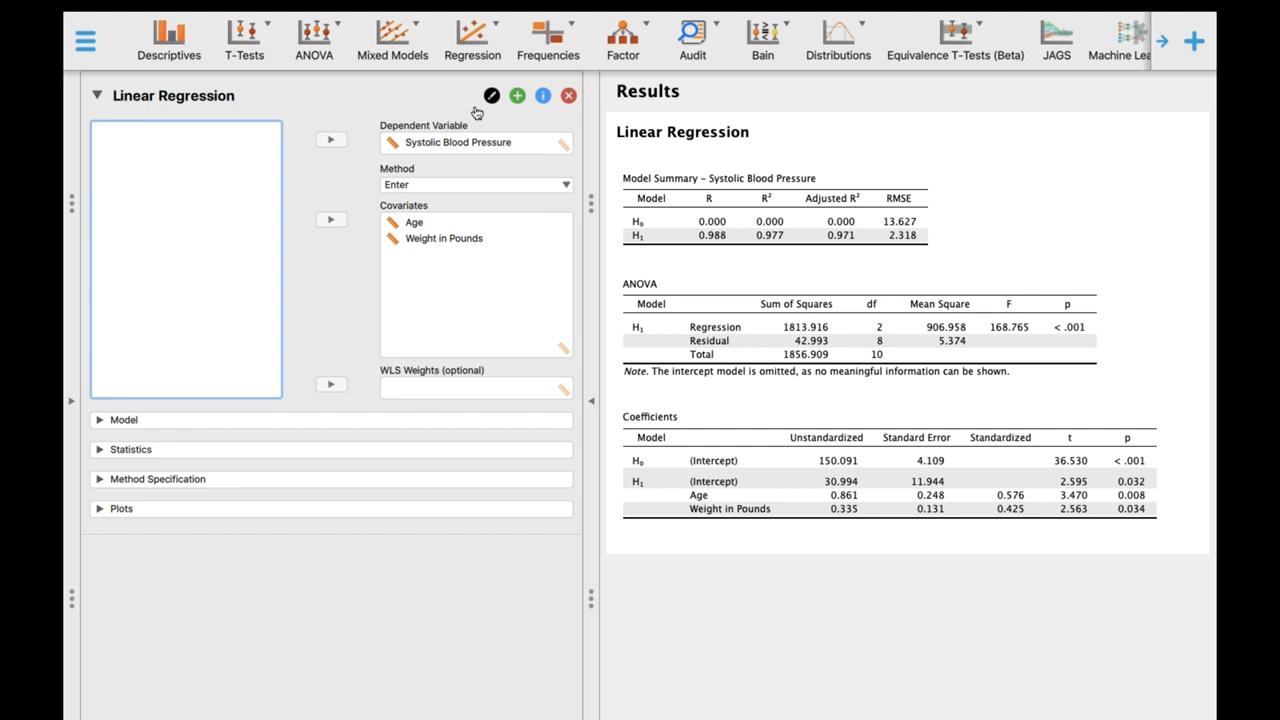 Descriptives T-Tests ANOVA Mixed Models Regression Frequencies Factor Audit Bain Distributions Equivalence T-Tests (Beta) JAGS Machine Lea
Linear Regression
Dependent Variable
Systolic Blood Pressure
Method
Enter
Covariates
Age
Weight in Pounds
WLS Weights (optional)
Model
Statistics
Method Specification
Plots
Results
Linear Regression
Model Summary – Systolic Blood Pressure
Model R R² Adjusted R² RMSE
H₀ 0.000 0.000 0.000 13.627
H₁ 0.988 0.977 0.971 2.318
ANOVA
Model Sum of Squares df Mean Square F p
H₁ Regression 1813.916 2 906.958 168.765 < .001
Residual 42.993 8 5.374
Total 1856.909 10
Note. The intercept model is omitted, as no meaningful information can be shown.
Coefficients
Model Unstandardized Standard Error Standardized t p
H₀ (Intercept) 150.091 4.109 36.530 < .001
H₁ (Intercept) 30.994 11.944 2.595 0.032
Age 0.861 0.248 0.576 3.470 0.008
Weight in Pounds 0.335 0.131 0.425 2.563 0.034